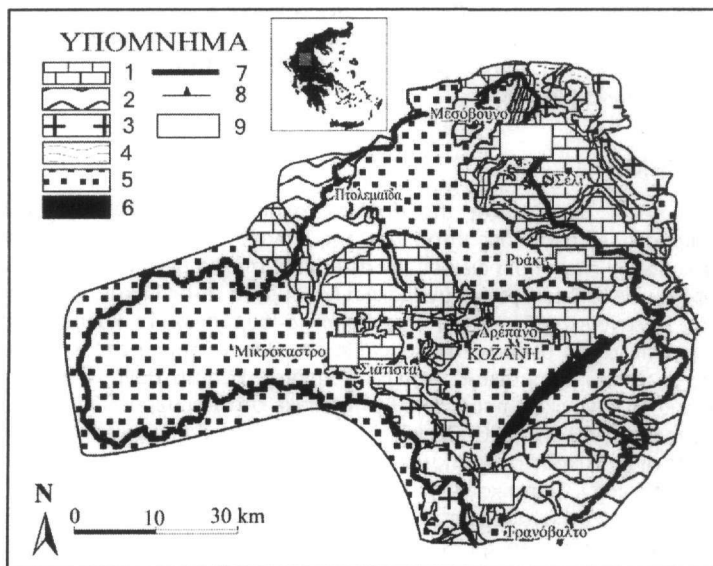 ΥΠΟΜΝΗΜΑ
1
2
3
4
5
6
7
8
9
Μεσόβουνο
Σέλι
Πτολεμαΐδα
Ρυάκι
Δρέπανο
ΚΟΖΑΝΗ
Μικρόκαστρο
Σιάτιστα
Τρανόβαλτο
N
0 10 30 km